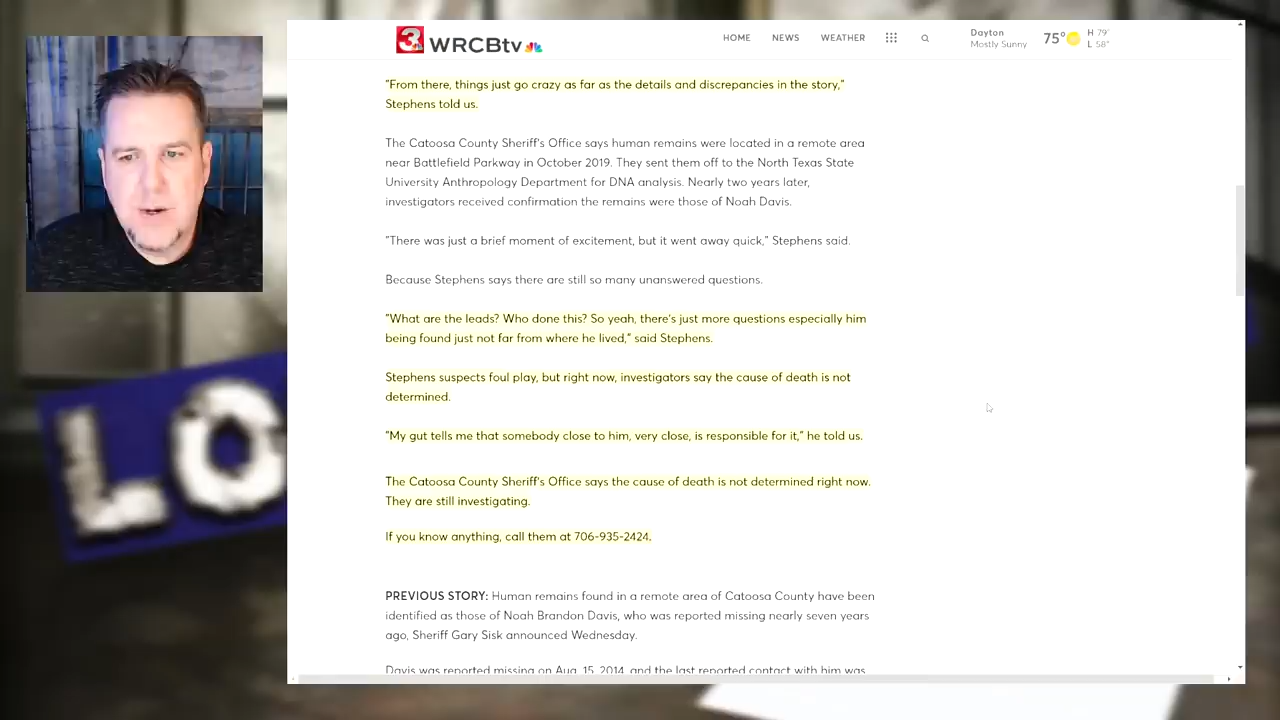 3 WRCBtv
HOME NEWS WEATHER
Dayton
Mostly Sunny
75°
H 79°
L 58°
"From there, things just go crazy as far as the details and discrepancies in the story,"
Stephens told us.
The Catoosa County Sheriff's Office says human remains were located in a remote area
near Battlefield Parkway in October 2019. They sent them off to the North Texas State
University Anthropology Department for DNA analysis. Nearly two years later,
investigators received confirmation the remains were those of Noah Davis.
"There was just a brief moment of excitement, but it went away quick," Stephens said.
Because Stephens says there are still so many unanswered questions.
"What are the leads? Who done this? So yeah, there's just more questions especially him
being found just not far from where he lived," said Stephens.
Stephens suspects foul play, but right now, investigators say the cause of death is not
determined.
"My gut tells me that somebody close to him, very close, is responsible for it," he told us.
The Catoosa County Sheriff's Office says the cause of death is not determined right now.
They are still investigating.
If you know anything, call them at 706-935-2424.
PREVIOUS STORY: Human remains found in a remote area of Catoosa County have been
identified as those of Noah Brandon Davis, who was reported missing nearly seven years
ago, Sheriff Gary Sisk announced Wednesday.
Davis was reported missing on Aug. 15, 2014, and the last reported contact with him was
LO